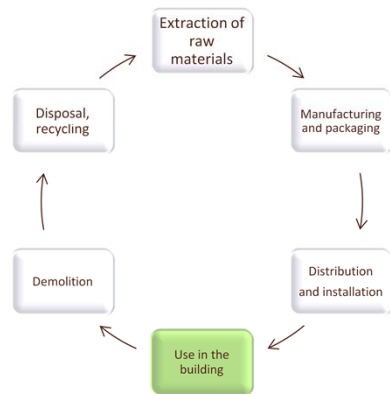 Extraction of
raw
materials
Manufacturing
and packaging
Distribution
and installation
Use in the
building
Demolition
Disposal,
recycling